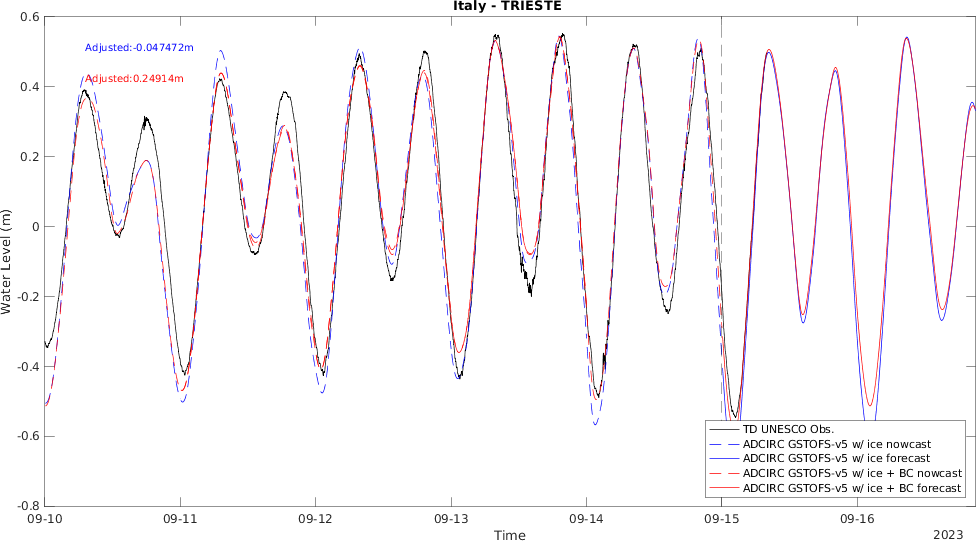 Italy - TRIESTE
0.6
Adjusted:-0.047472m
Adjusted:0.24914m
0.4
0.2
0
-0.2
-0.4
-0.6
-0.8
Water Level (m)
TD UNESCO Obs.
ADCIRC GSTOFS-v5 w/ ice nowcast
ADCIRC GSTOFS-v5 w/ ice forecast
ADCIRC GSTOFS-v5 w/ ice + BC nowcast
ADCIRC GSTOFS-v5 w/ ice + BC forecast
09-10 09-11 09-12 09-13 09-14 09-15 09-16
Time
2023